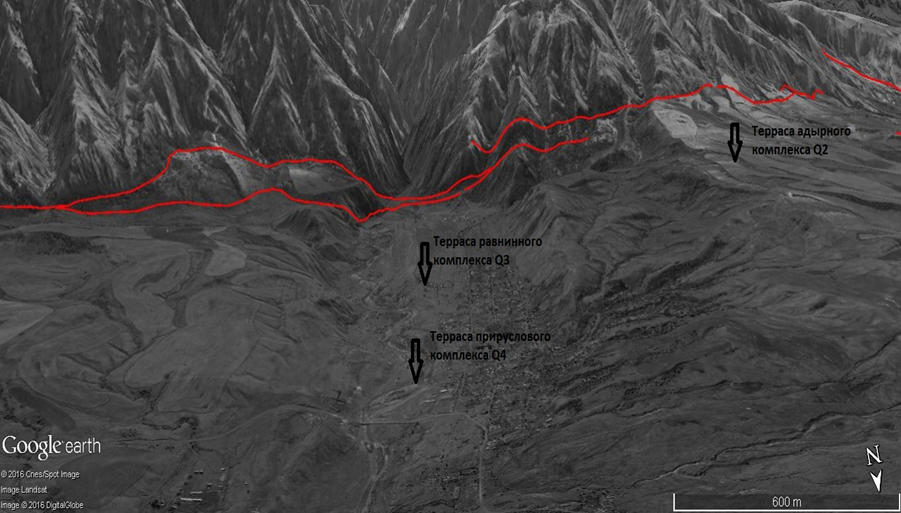 Терраса адырного
комплекса Q2
Терраса равнинного
комплекса Q3
Терраса прируслового
комплекса Q4
Google earth
© 2016 Cnes/Spot Image
Image Landsat
Image © 2016 DigitalGlobe
N
600 m